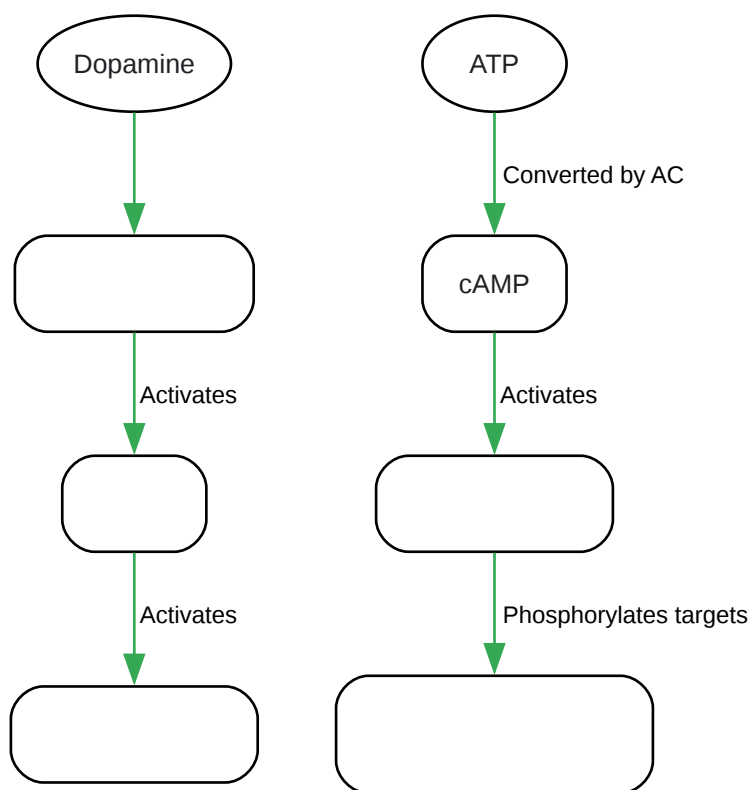 Dopamine
ATP
Converted by AC
cAMP
Activates
Activates
Activates
Phosphorylates targets